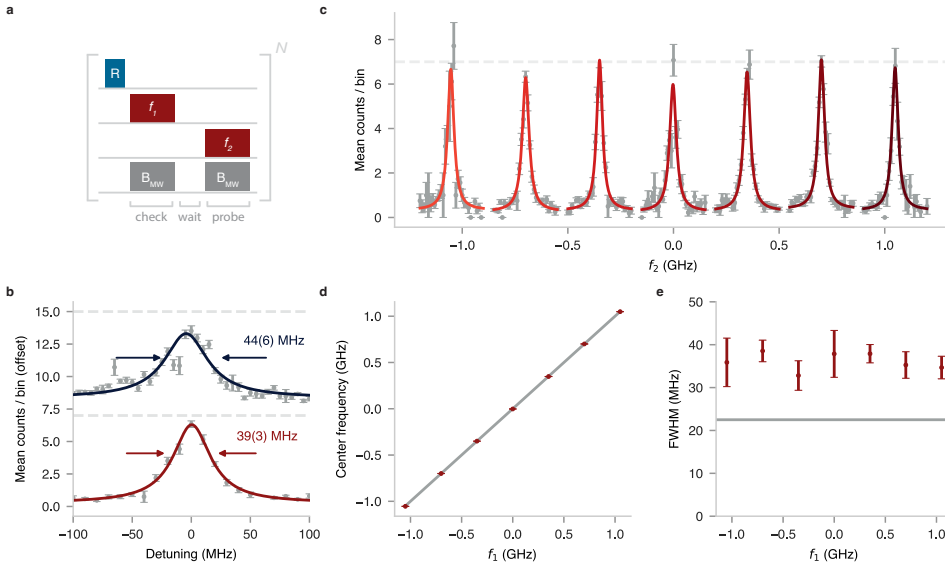 a
N
R
f1
f2
BMW
BMW
check wait probe
b
15.0
12.5
10.0
7.5
5.0
2.5
0.0
Mean counts / bin (offset)
44(6) MHz
39(3) MHz
−100 −50 0 50 100
Detuning (MHz)
c
8
6
4
2
0
Mean counts / bin
−1.0 −0.5 0.0 0.5 1.0
f2 (GHz)
d
1.0
0.5
0.0
−0.5
−1.0
Center frequency (GHz)
−1.0 −0.5 0.0 0.5 1.0
f1 (GHz)
e
50
40
30
20
10
0
FWHM (MHz)
−1.0 −0.5 0.0 0.5 1.0
f1 (GHz)